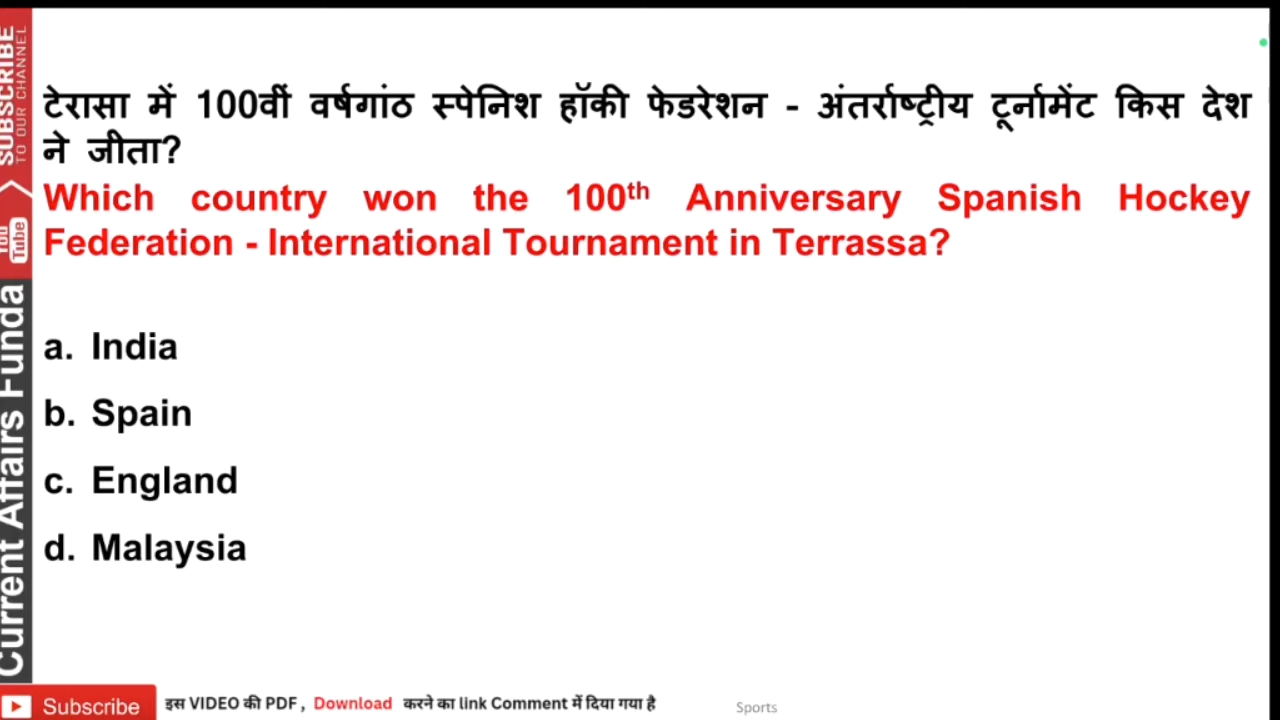 टेरासा में 100वीं वर्षगांठ स्पेनिश हॉकी फेडरेशन - अंतर्राष्ट्रीय टूर्नामेंट किस देश
ने जीता?
Which country won the 100th Anniversary Spanish Hockey
Federation - International Tournament in Terrassa?
a. India
b. Spain
c. England
d. Malaysia
SUBSCRIBE
TO OUR CHANNEL
You
Tube
Current Affairs Funda
Subscribe
इस VIDEO की PDF , Download करने का link Comment में दिया गया है
Sports